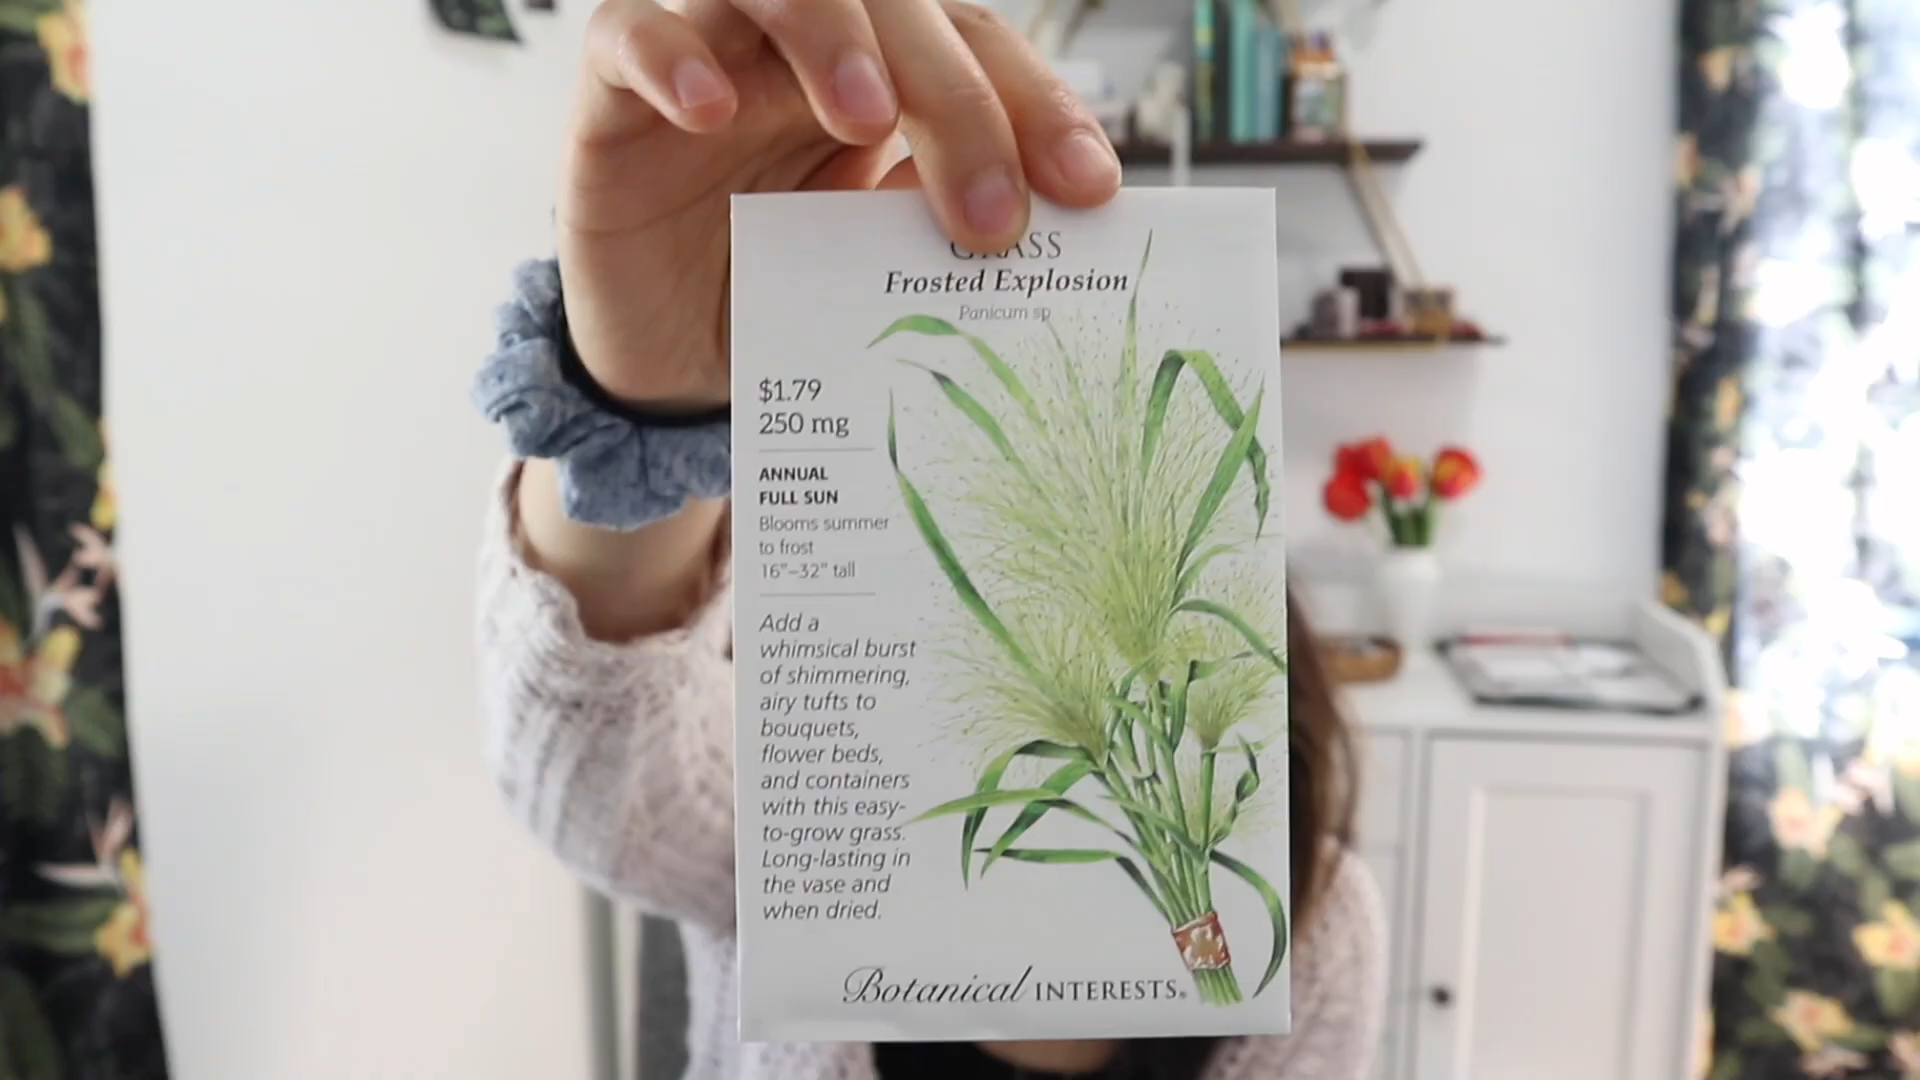 GRASS
Frosted Explosion
Panicum sp
$1.79
250 mg
ANNUAL
FULL SUN
Blooms summer
to frost
16"–32" tall
Add a
whimsical burst
of shimmering,
airy tufts to
bouquets,
flower beds,
and containers
with this easy-
to-grow grass.
Long-lasting in
the vase and
when dried.
Botanical INTERESTS®